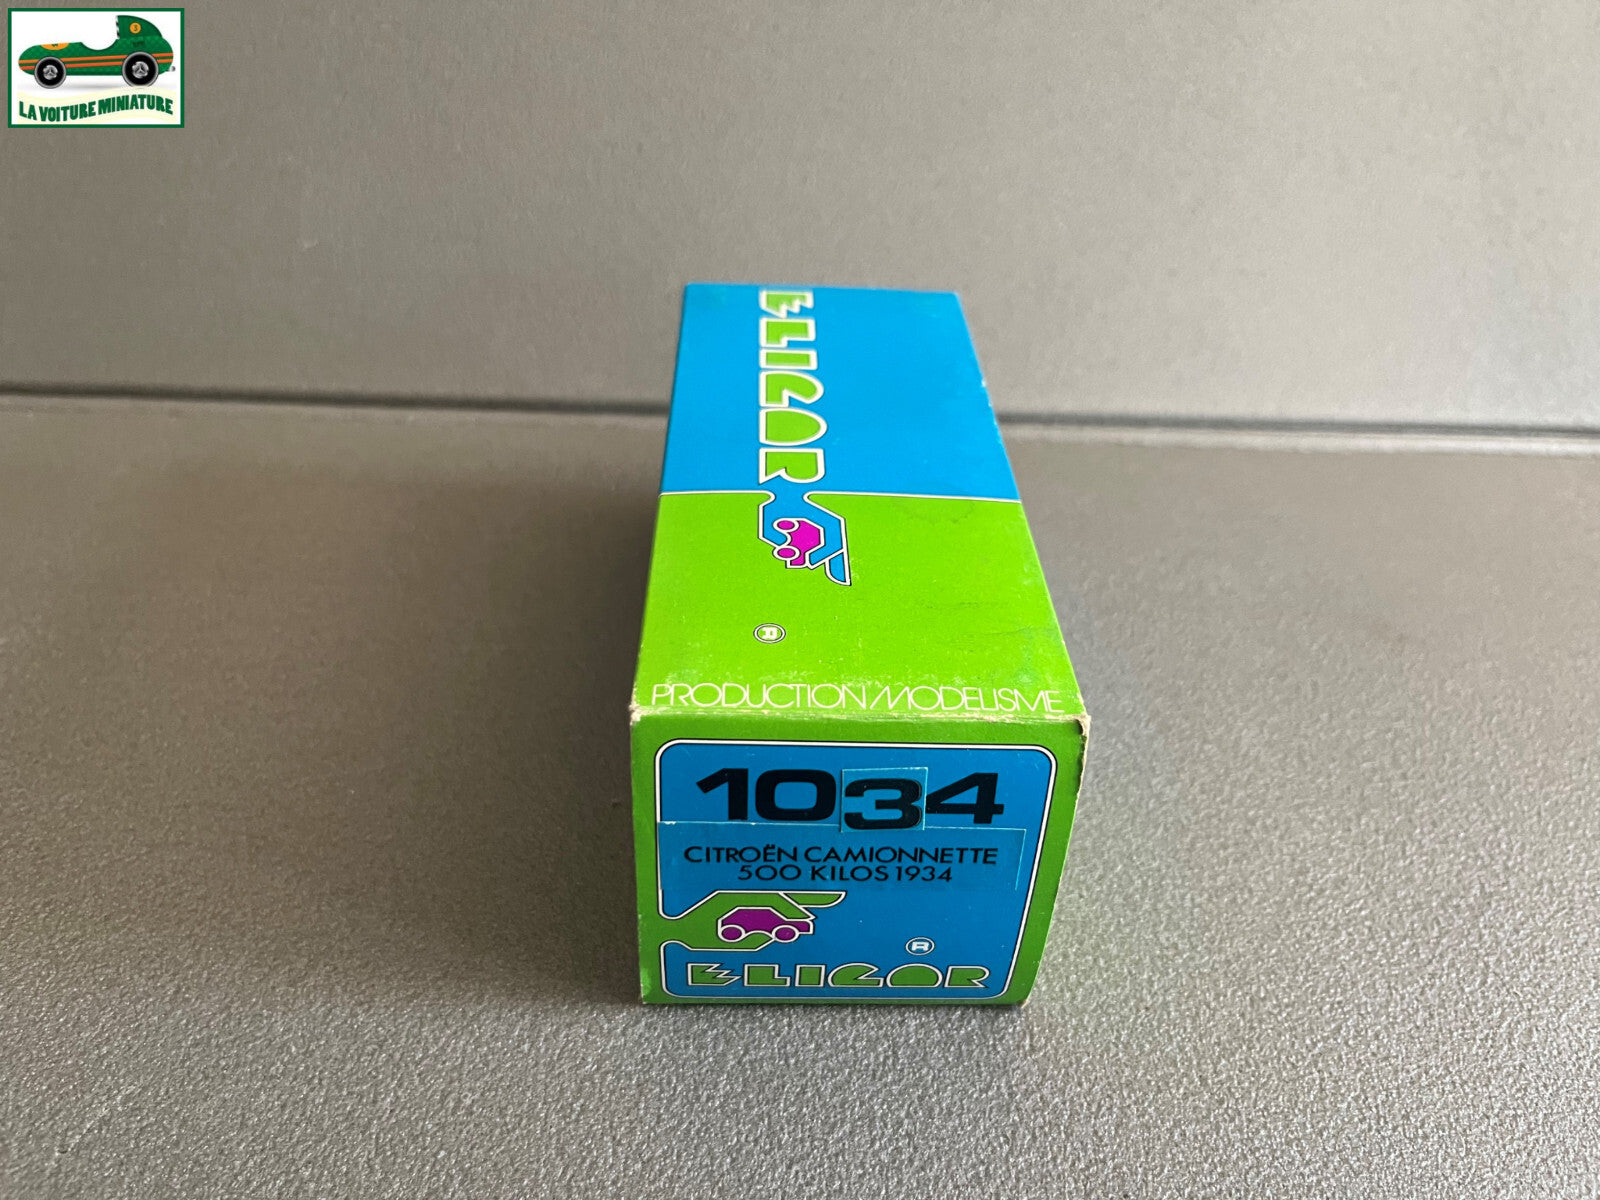 LA VOITURE MINIATURE
ELIGOR
®
PRODUCTION/MODELISME
1034
CITROËN CAMIONNETTE
500 KILOS 1934
®
ELIGOR